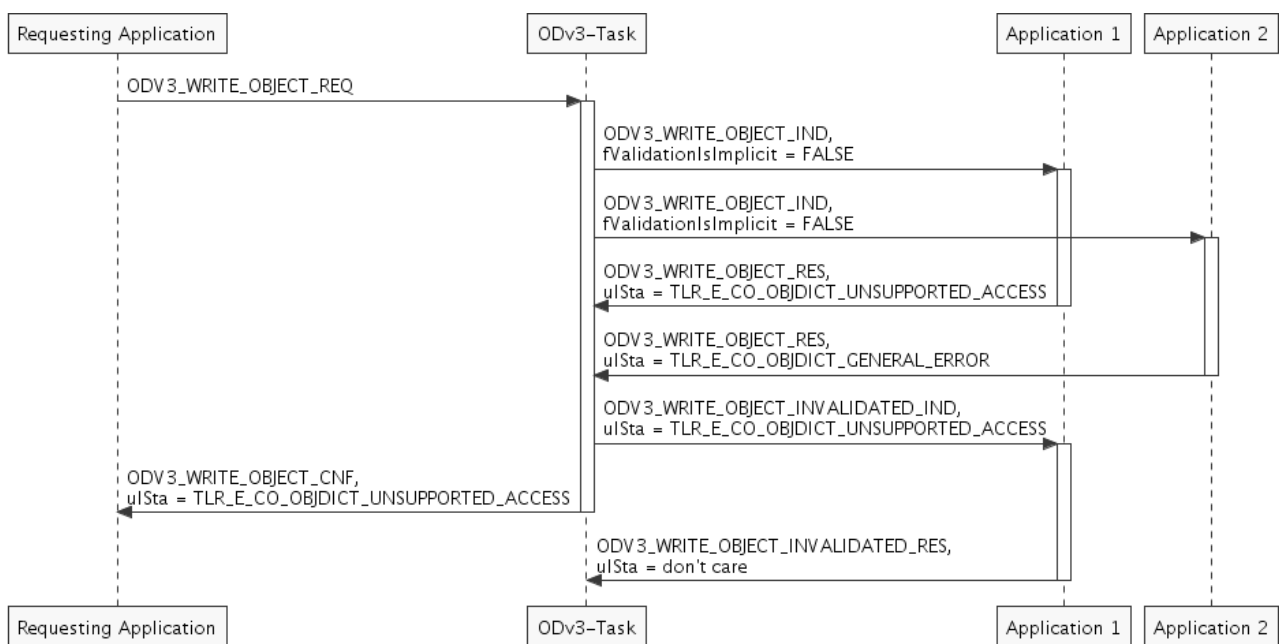 Requesting Application
ODv3-Task
Application 1
Application 2
ODV3_WRITE_OBJECT_REQ
ODV3_WRITE_OBJECT_IND,
fValidationIsImplicit = FALSE
ODV3_WRITE_OBJECT_IND,
fValidationIsImplicit = FALSE
ODV3_WRITE_OBJECT_RES,
ulSta = TLR_E_CO_OBJDICT_UNSUPPORTED_ACCESS
ODV3_WRITE_OBJECT_RES,
ulSta = TLR_E_CO_OBJDICT_GENERAL_ERROR
ODV3_WRITE_OBJECT_INVALIDATED_IND,
ulSta = TLR_E_CO_OBJDICT_UNSUPPORTED_ACCESS
ODV3_WRITE_OBJECT_CNF,
ulSta = TLR_E_CO_OBJDICT_UNSUPPORTED_ACCESS
ODV3_WRITE_OBJECT_INVALIDATED_RES,
ulSta = don't care
Requesting Application
ODv3-Task
Application 1
Application 2